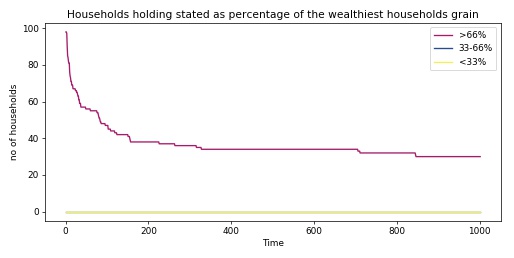 Households holding stated as percentage of the wealthiest households grain
>66%
33-66%
<33%
no of households
100
80
60
40
20
0
0 200 400 600 800 1000
Time